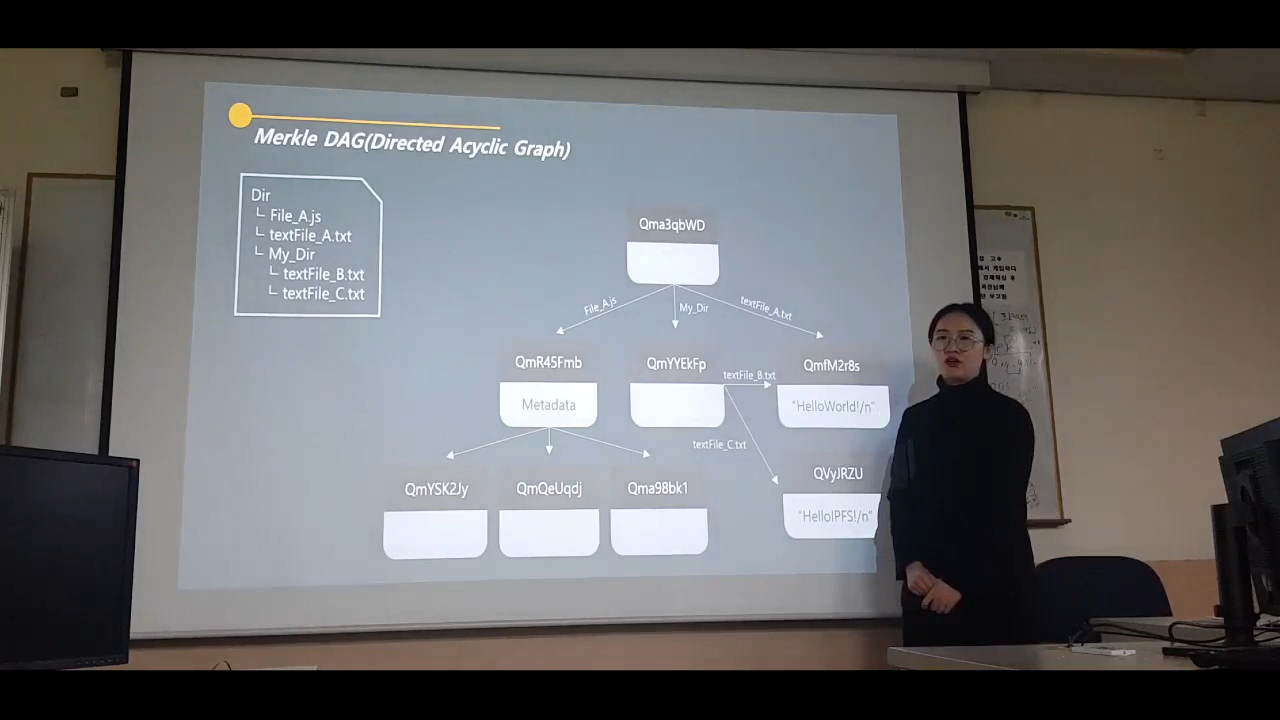 Merkle DAG(Directed Acyclic Graph)
Dir
└ File_A.js
└ textFile_A.txt
└ My_Dir
└ textFile_B.txt
└ textFile_C.txt
Qma3qbWD
File_A.js
My_Dir
textFile_A.txt
QmR45Fmb
Metadata
QmYYEkFp
textFile_B.txt
QmfM2r8s
"HelloWorld!/n"
textFile_C.txt
QmYSK2Jy
QmQeUqdj
Qma98bk1
QVyJRZU
"HelloIPFS!/n"